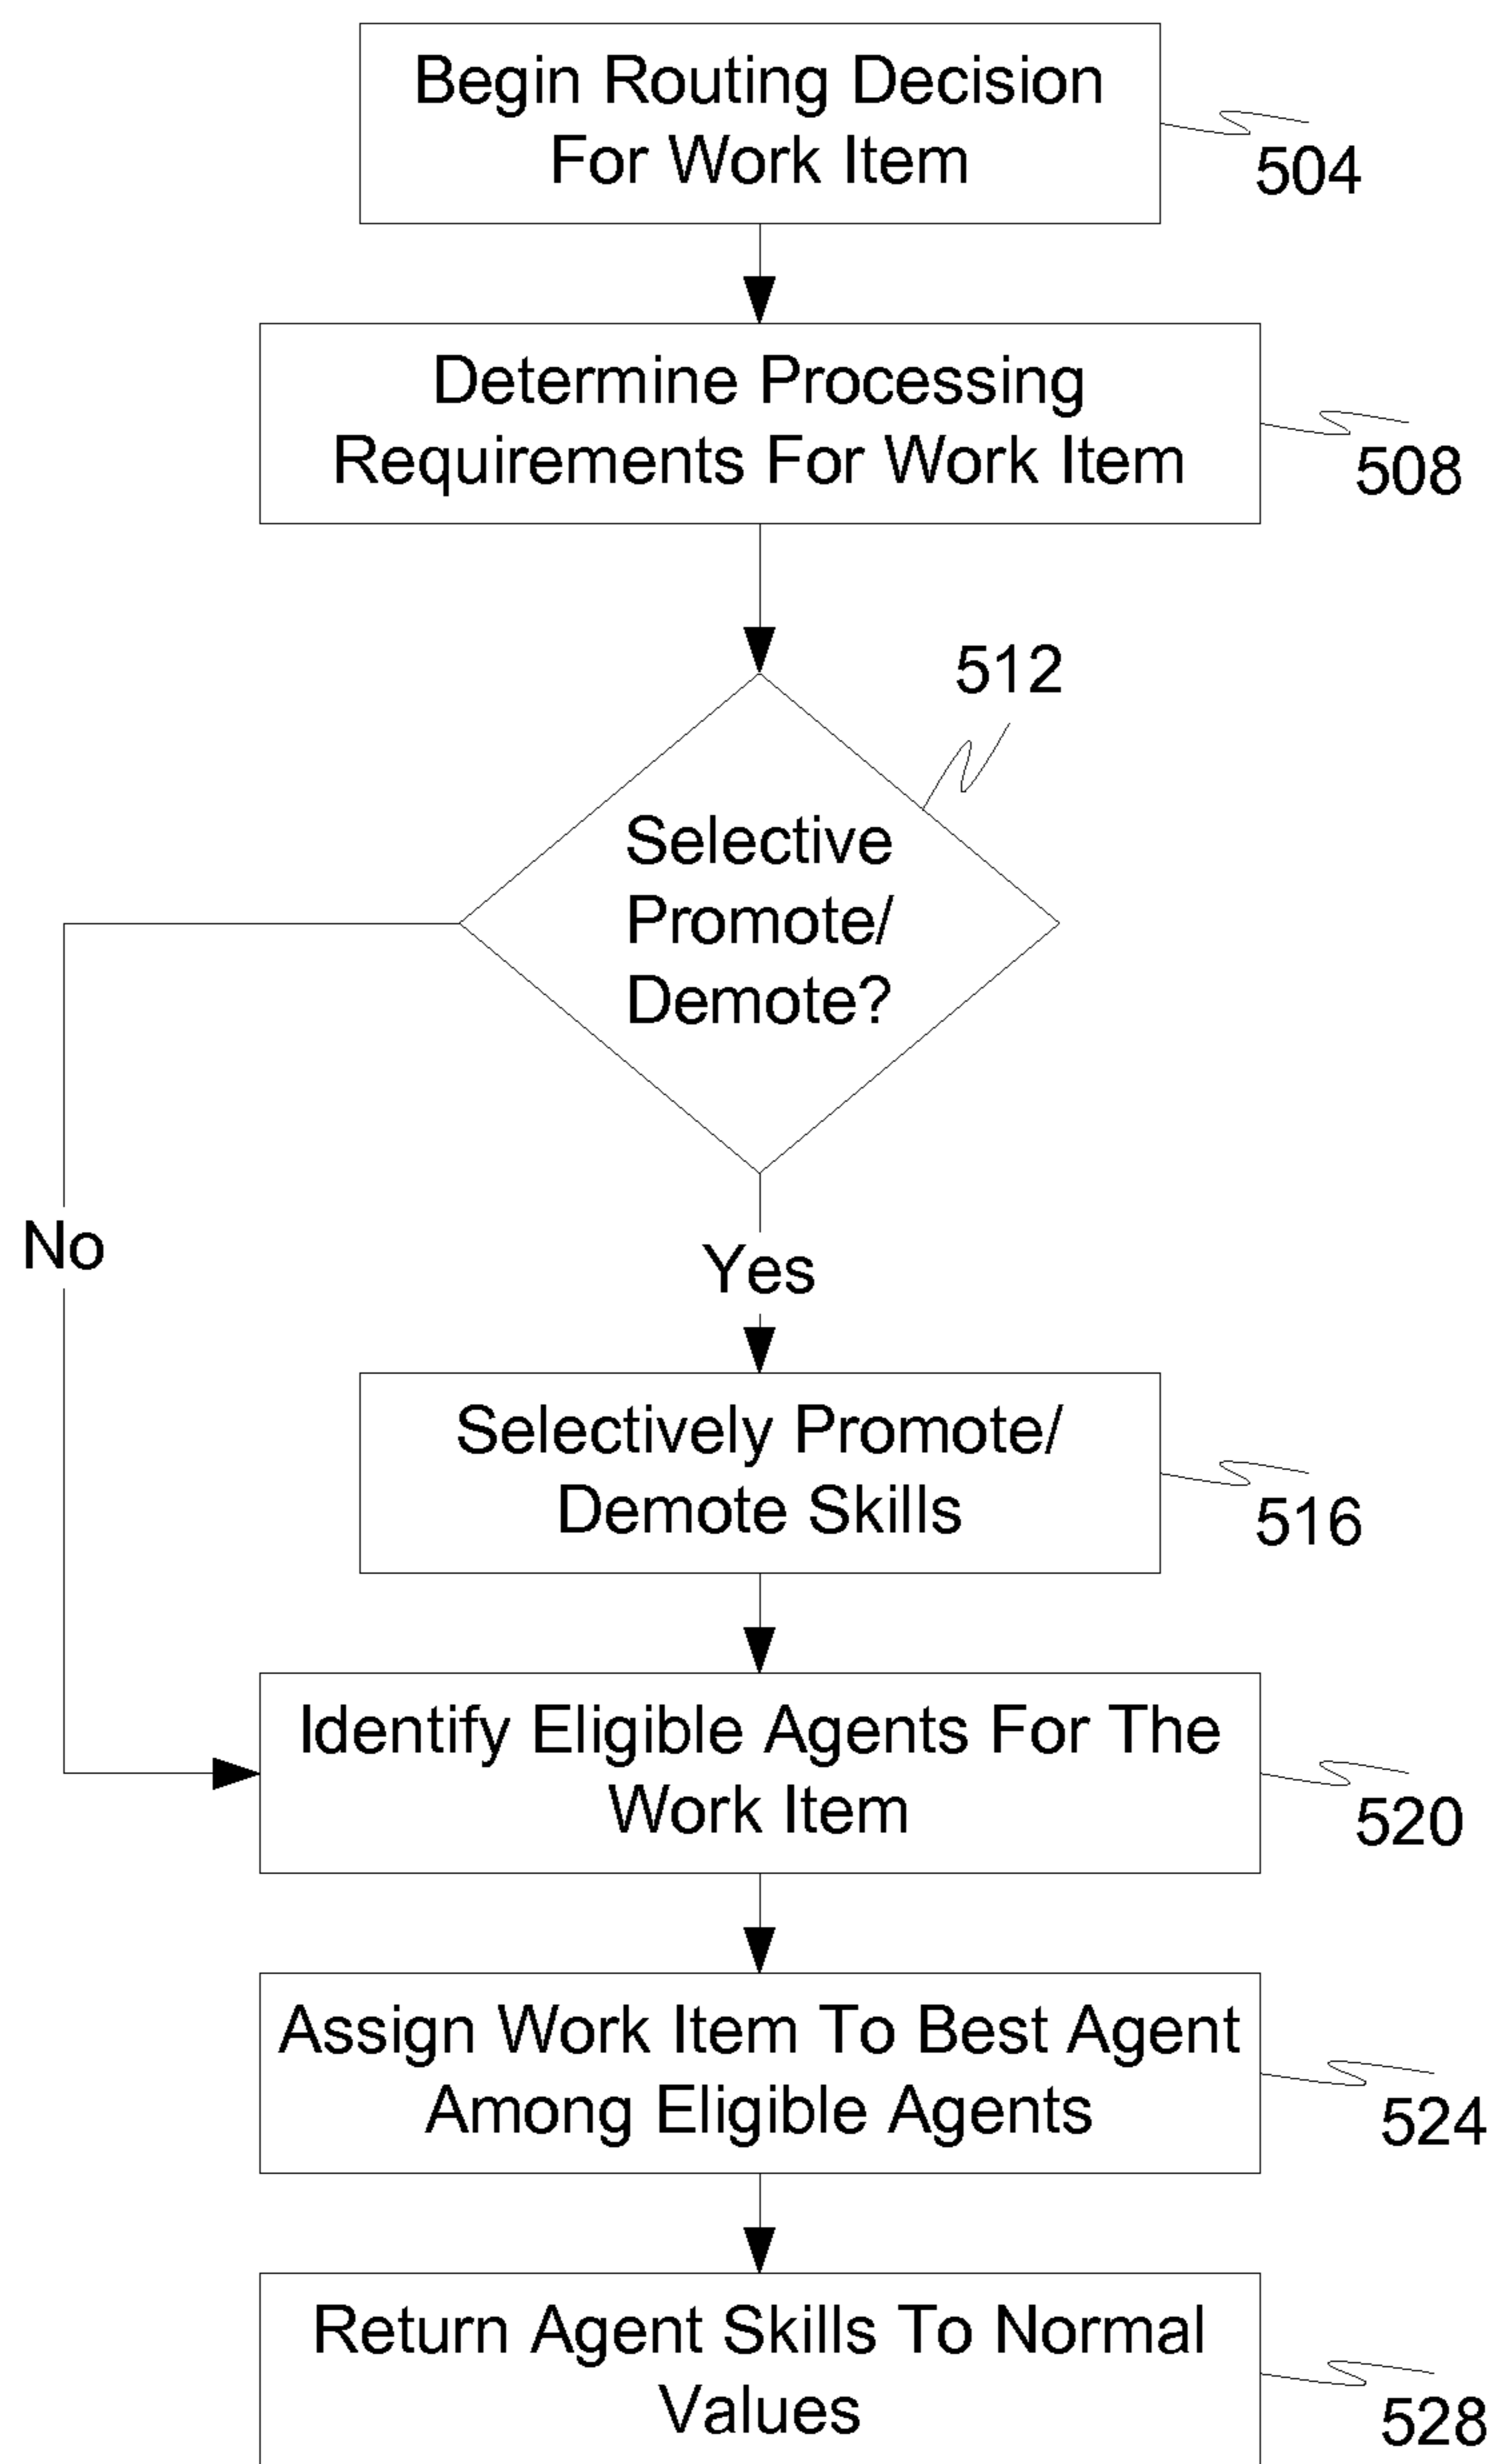 Begin Routing Decision
For Work Item
504
Determine Processing
Requirements For Work Item
508
512
Selective
Promote/
Demote?
No
Yes
Selectively Promote/
Demote Skills
516
Identify Eligible Agents For The
Work Item
520
Assign Work Item To Best Agent
Among Eligible Agents
524
Return Agent Skills To Normal
Values
528